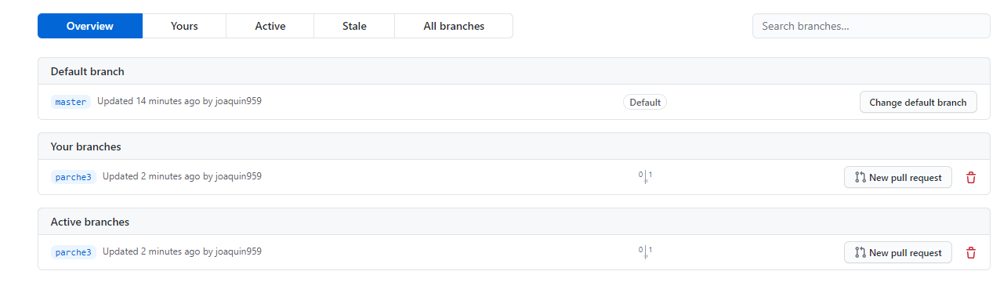 Overview Yours Active Stale All branches Search branches...
Default branch
master Updated 14 minutes ago by joaquin959 Default Change default branch
Your branches
parche3 Updated 2 minutes ago by joaquin959 0 1 New pull request
Active branches
parche3 Updated 2 minutes ago by joaquin959 0 1 New pull request